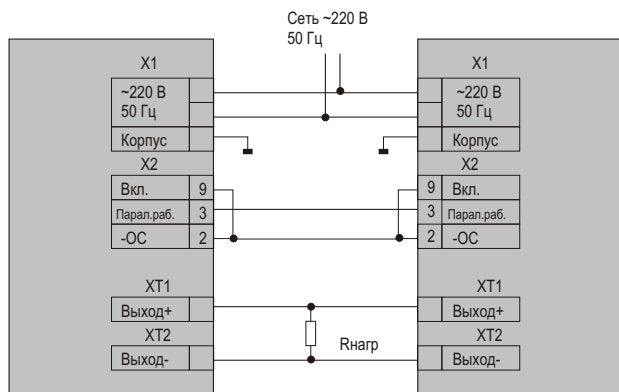 Сеть ~220 В
50 Гц
X1
~220 В
50 Гц
Корпус
X2
Вкл. 9
Парал.раб. 3
-ОС 2
XT1
Выход+
XT2
Выход-
Rнагр
X1
~220 В
50 Гц
Корпус
X2
9 Вкл.
3 Парал.раб.
2 -ОС
XT1
Выход+
XT2
Выход-